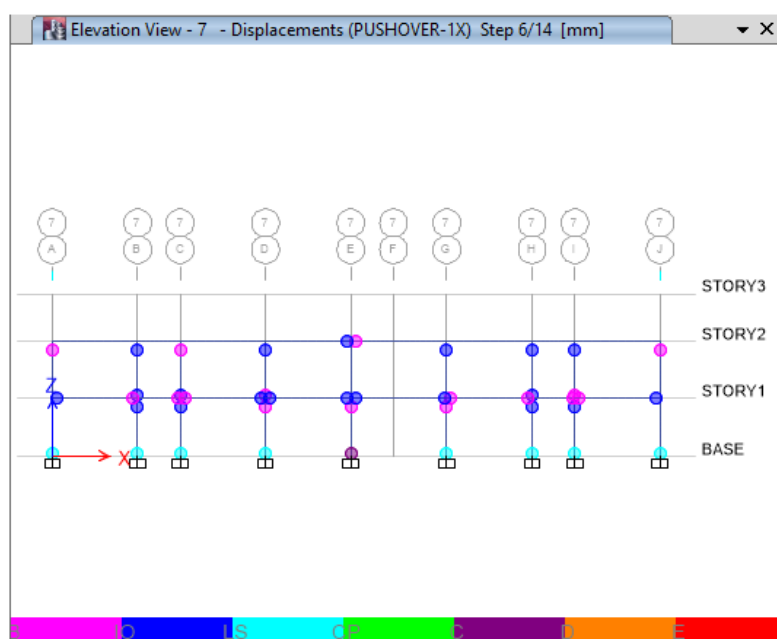 Elevation View - 7 - Displacements (PUSHOVER-1X) Step 6/14 [mm]
7 7 7 7 7 7 7 7 7 7
A B C D E F G H I J
STORY3
STORY2
Z
STORY1
X
BASE
B IO LS CP C D E